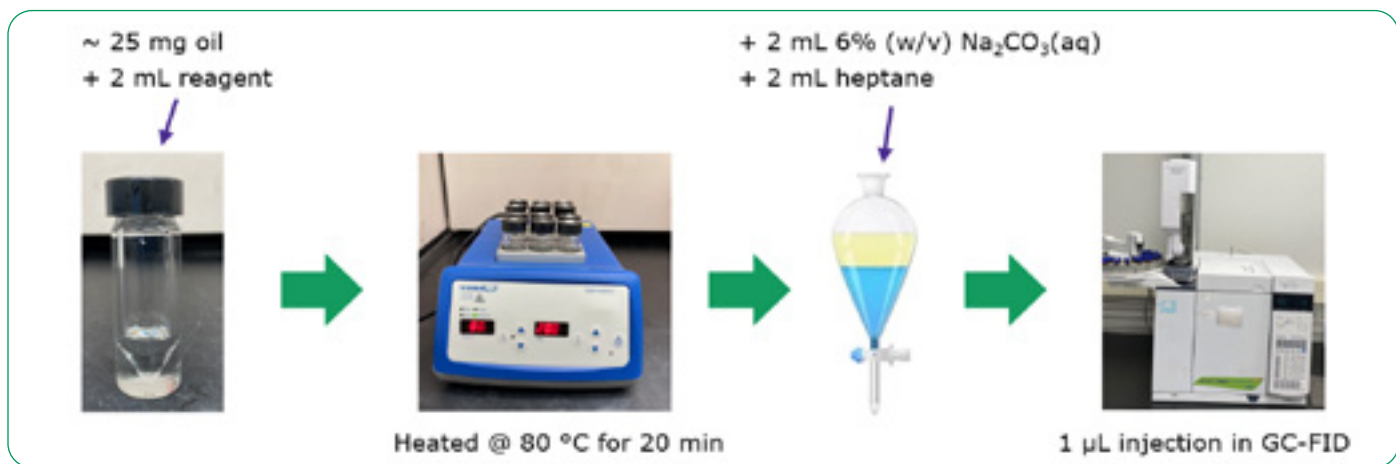 ~ 25 mg oil
+ 2 mL reagent
+ 2 mL 6% (w/v) Na₂CO₃(aq)
+ 2 mL heptane
Heated @ 80 °C for 20 min
1 µL injection in GC-FID